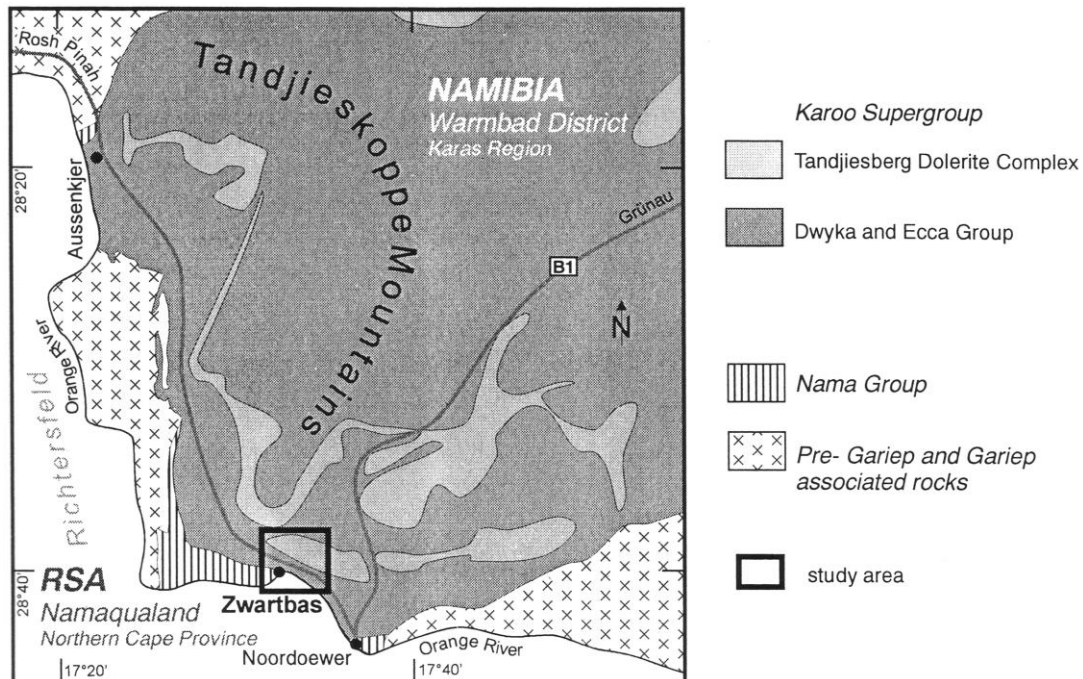 Rosh Pinah
Tandjieskoppe Mountains
NAMIBIA
Warmbad District
Karas Region
28°20'
Aussenkjer
Grünau
B1
N
Orange River
Richtersfeld
28°40'
RSA
Namaqualand
Northern Cape Province
Zwartbas
Noordoewer
Orange River
17°20'
17°40'
Karoo Supergroup
Tandjiesberg Dolerite Complex
Dwyka and Ecca Group
Nama Group
Pre- Gariep and Gariep
associated rocks
study area